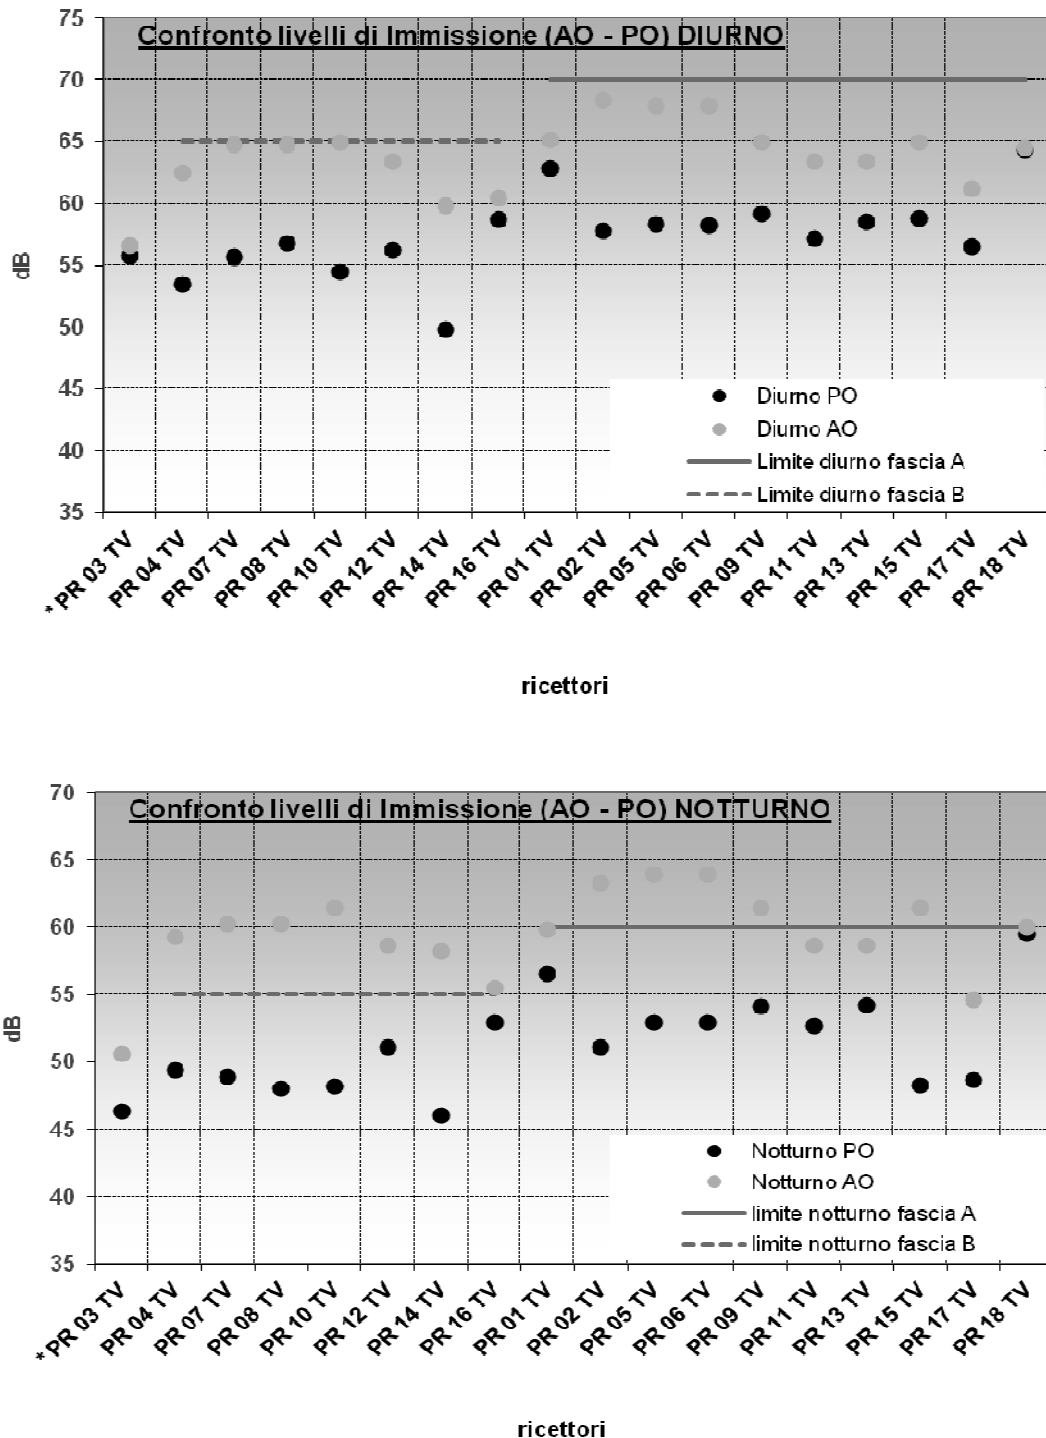 Confronto livelli di Immissione (AO - PO) DIURNO
75
70
65
60
55
50
45
40
35
dB
Diurno PO
Diurno AO
Limite diurno fascia A
Limite diurno fascia B
* PR 03 TV
PR 04 TV
PR 07 TV
PR 08 TV
PR 10 TV
PR 12 TV
PR 14 TV
PR 16 TV
PR 01 TV
PR 02 TV
PR 05 TV
PR 06 TV
PR 09 TV
PR 11 TV
PR 13 TV
PR 15 TV
PR 17 TV
PR 18 TV
ricettori
Confronto livelli di Immissione (AO - PO) NOTTURNO
70
65
60
55
50
45
40
35
dB
Notturno PO
Notturno AO
limite notturno fascia A
limite notturno fascia B
* PR 03 TV
PR 04 TV
PR 07 TV
PR 08 TV
PR 10 TV
PR 12 TV
PR 14 TV
PR 16 TV
PR 01 TV
PR 02 TV
PR 05 TV
PR 06 TV
PR 09 TV
PR 11 TV
PR 13 TV
PR 15 TV
PR 17 TV
PR 18 TV
ricettori